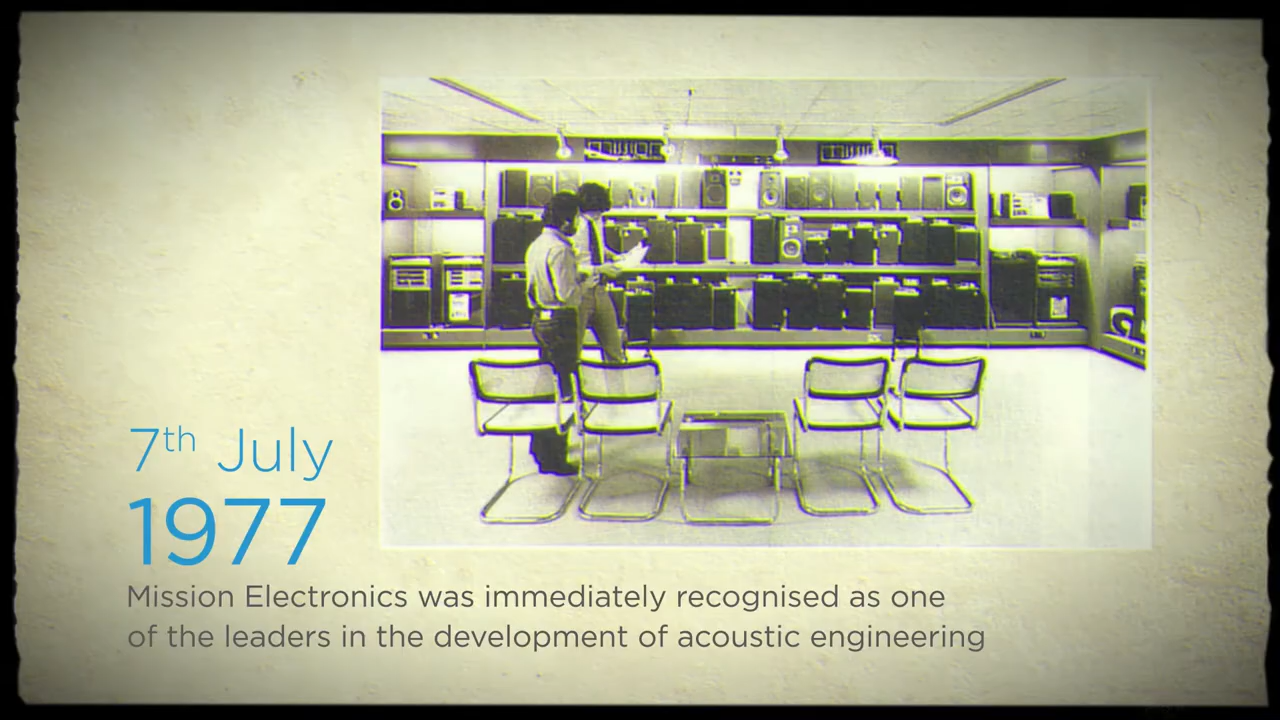 7th July
1977
Mission Electronics was immediately recognised as one
of the leaders in the development of acoustic engineering